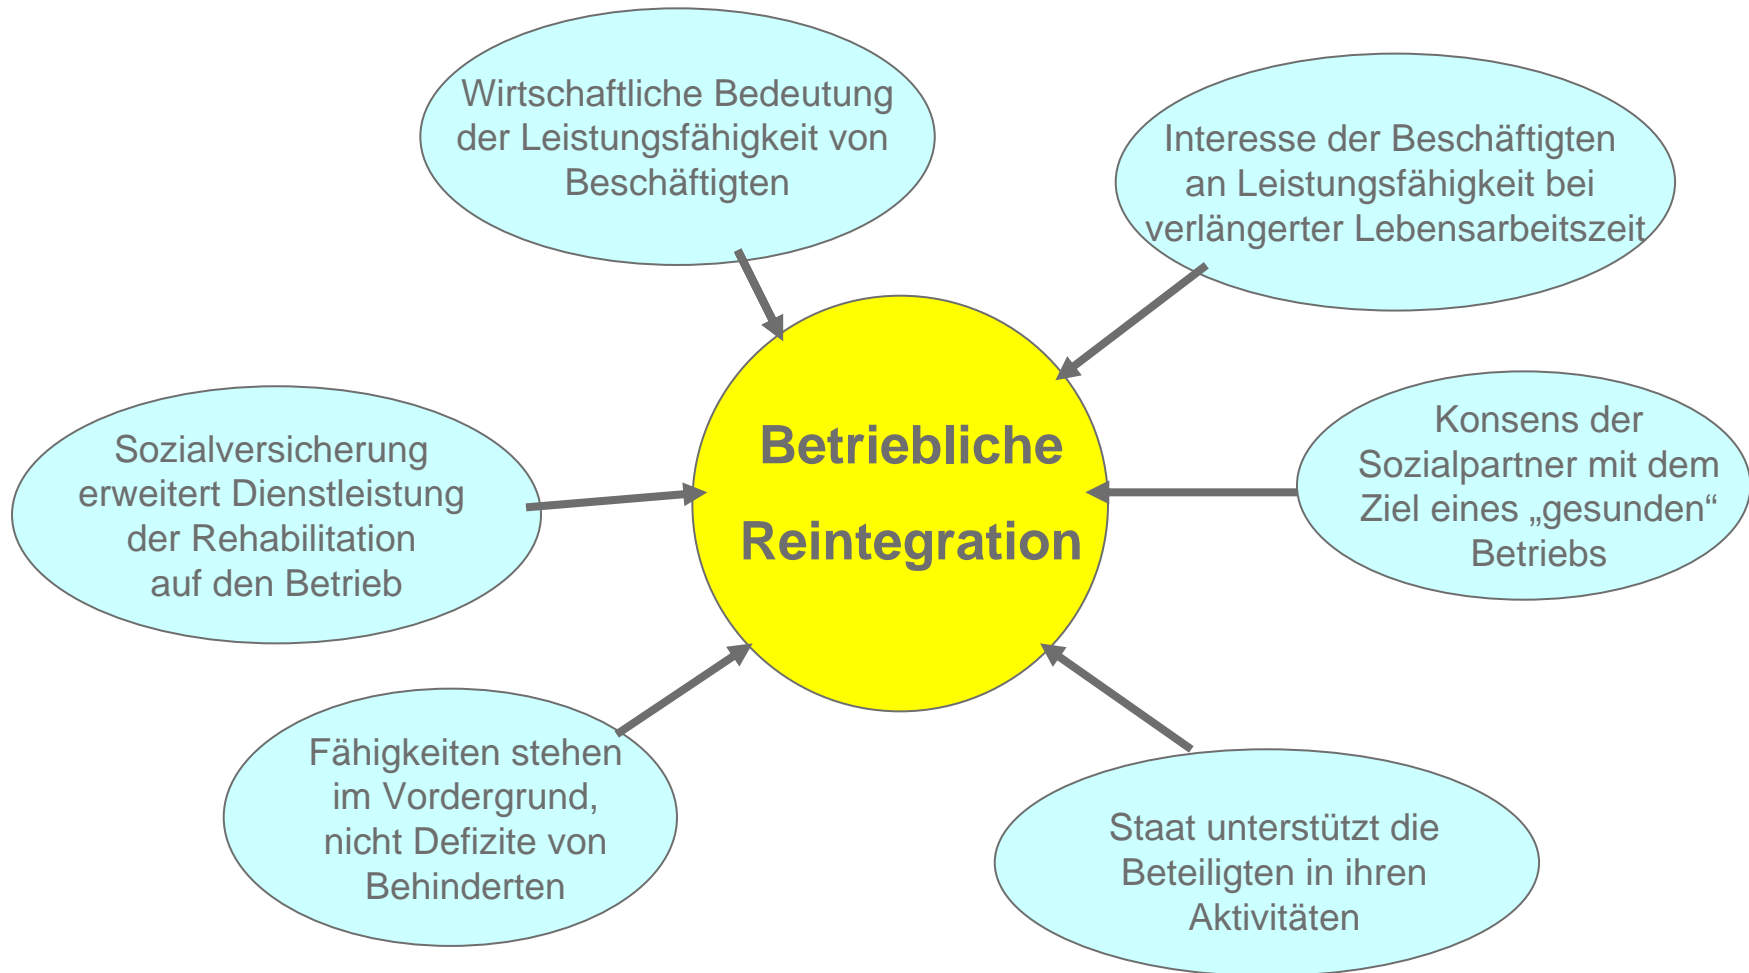 Wirtschaftliche Bedeutung
der Leistungsfähigkeit von
Beschäftigten
Interesse der Beschäftigten
an Leistungsfähigkeit bei
verlängerter Lebensarbeitszeit
Betriebliche
Reintegration
Konsens der
Sozialpartner mit dem
Ziel eines „gesunden“
Betriebs
Sozialversicherung
erweitert Dienstleistung
der Rehabilitation
auf den Betrieb
Fähigkeiten stehen
im Vordergrund,
nicht Defizite von
Behinderten
Staat unterstützt die
Beteiligten in ihren
Aktivitäten